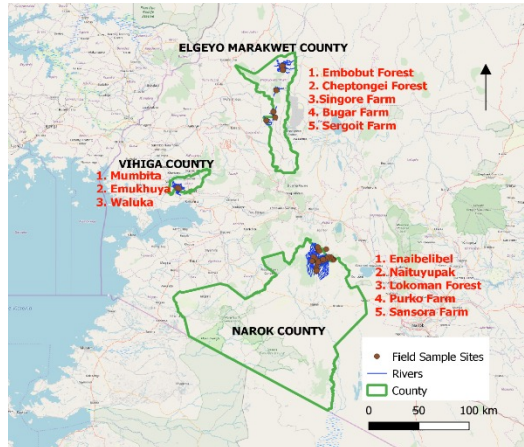 ELGEYO MARAKWET COUNTY
1. Embobut Forest
2. Cheptongei Forest
3.Singore Farm
4. Bugar Farm
5. Sergoit Farm
VIHIGA COUNTY
1. Mumbita
2. Emukhuya
3. Waluka
1. Enaibelibel
2. Naituyupak
3. Lokoman Forest
4. Purko Farm
5. Sansora Farm
NAROK COUNTY
Field Sample Sites
Rivers
County
0 50 100 km